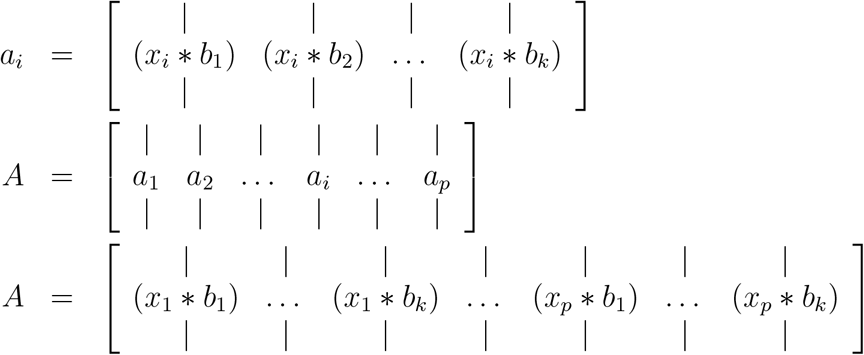 a_i = [ (x_i ∗ b_1) (x_i ∗ b_2) … (x_i ∗ b_k) ]
A = [ a_1 a_2 … a_i … a_p ]
A = [ (x_1 ∗ b_1) … (x_1 ∗ b_k) … (x_p ∗ b_1) … (x_p ∗ b_k) ]